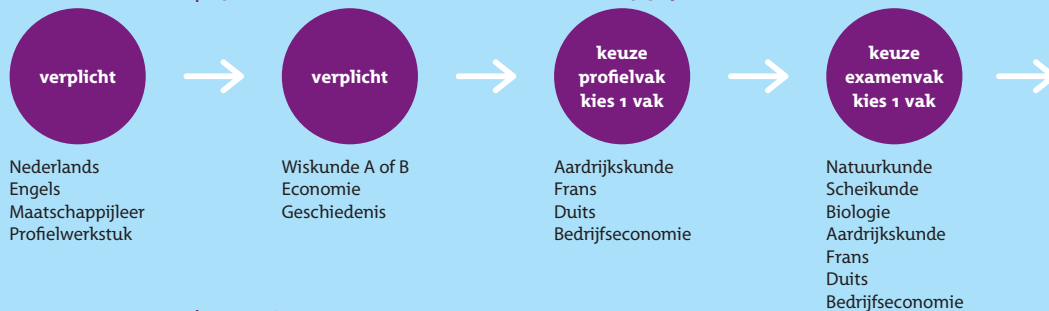 verplicht
Nederlands
Engels
Maatschappijleer
Profielwerkstuk
verplicht
Wiskunde A of B
Economie
Geschiedenis
keuze
profielvak
kies 1 vak
Aardrijkskunde
Frans
Duits
Bedrijfseconomie
keuze
examenvak
kies 1 vak
Natuurkunde
Scheikunde
Biologie
Aardrijkskunde
Frans
Duits
Bedrijfseconomie